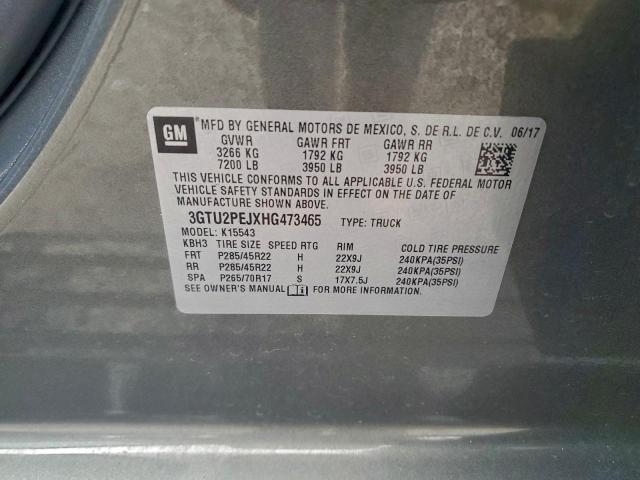 GM MFD BY GENERAL MOTORS DE MEXICO, S. DE R.L. DE C.V. 06/17
GVWR GAWR FRT GAWR RR
3266 KG 1792 KG 1792 KG
7200 LB 3950 LB 3950 LB
THIS VEHICLE CONFORMS TO ALL APPLICABLE U.S. FEDERAL MOTOR
VEHICLE SAFETY STANDARDS IN EFFECT ON THE DATE OF
MANUFACTURE SHOWN ABOVE.
3GTU2PEJXHG473465 TYPE: TRUCK
MODEL: K15543
KBH3 TIRE SIZE SPEED RTG RIM COLD TIRE PRESSURE
FRT P285/45R22 H 22X9J 240KPA(35PSI)
RR P285/45R22 H 22X9J 240KPA(35PSI)
SPA P265/70R17 S 17X7.5J 240KPA(35PSI)
SEE OWNER'S MANUAL FOR MORE INFORMATION.